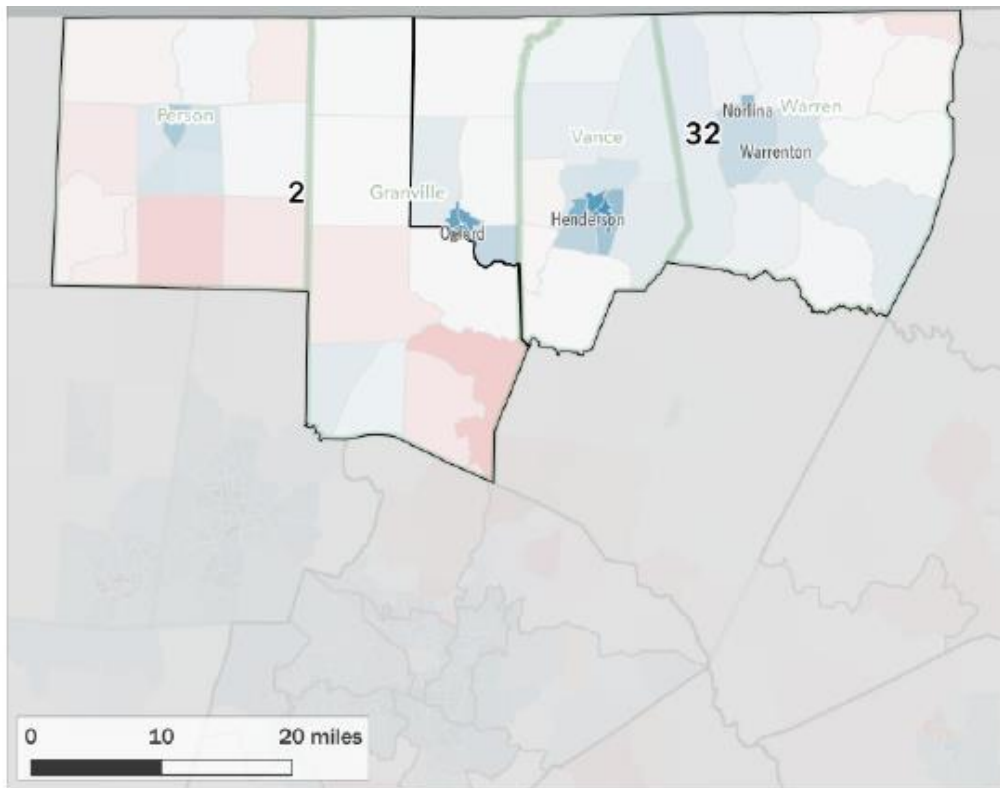 Person
Norlina
Warren
Vance
32
Warrenton
2
Granville
Henderson
Oxford
0 10 20 miles